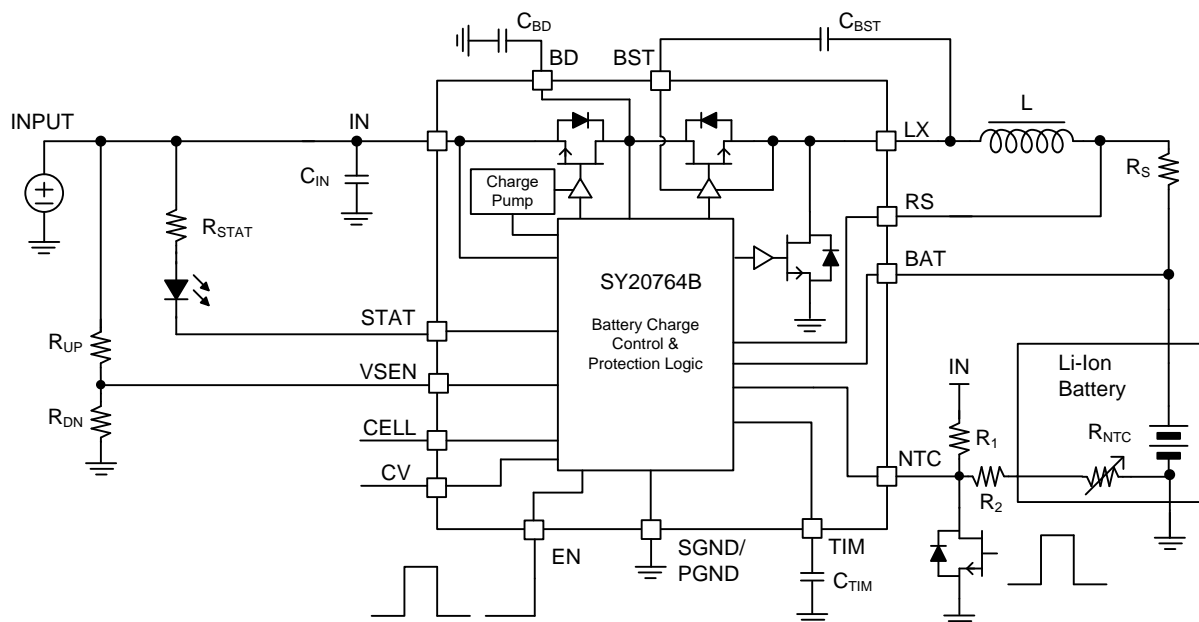 C_BD
C_BST
BD
BST
INPUT
IN
LX
L
C_IN
Charge
Pump
R_S
R_STAT
RS
SY20764B
BAT
Battery Charge
Control &
Protection Logic
STAT
R_UP
VSEN
IN
Li-Ion
Battery
R_DN
CELL
R_1
R_NTC
CV
NTC
R_2
EN
SGND/
PGND
TIM
C_TIM